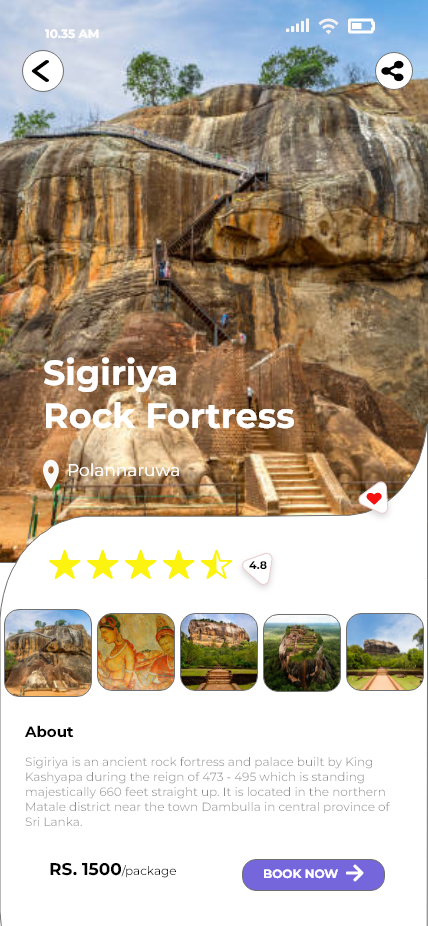 10.35 AM
Sigiriya
Rock Fortress
Polannaruwa
4.8
About
Sigiriya is an ancient rock fortress and palace built by King
Kashyapa during the reign of 473 - 495 which is standing
majestically 660 feet straight up. It is located in the northern
Matale district near the town Dambulla in central province of
Sri Lanka.
RS. 1500/package
BOOK NOW